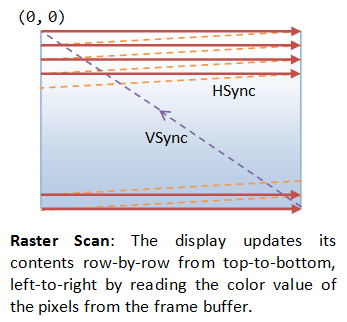 (0, 0)
HSync
VSync
Raster Scan: The display updates its
contents row-by-row from top-to-bottom,
left-to-right by reading the color value of
the pixels from the frame buffer.